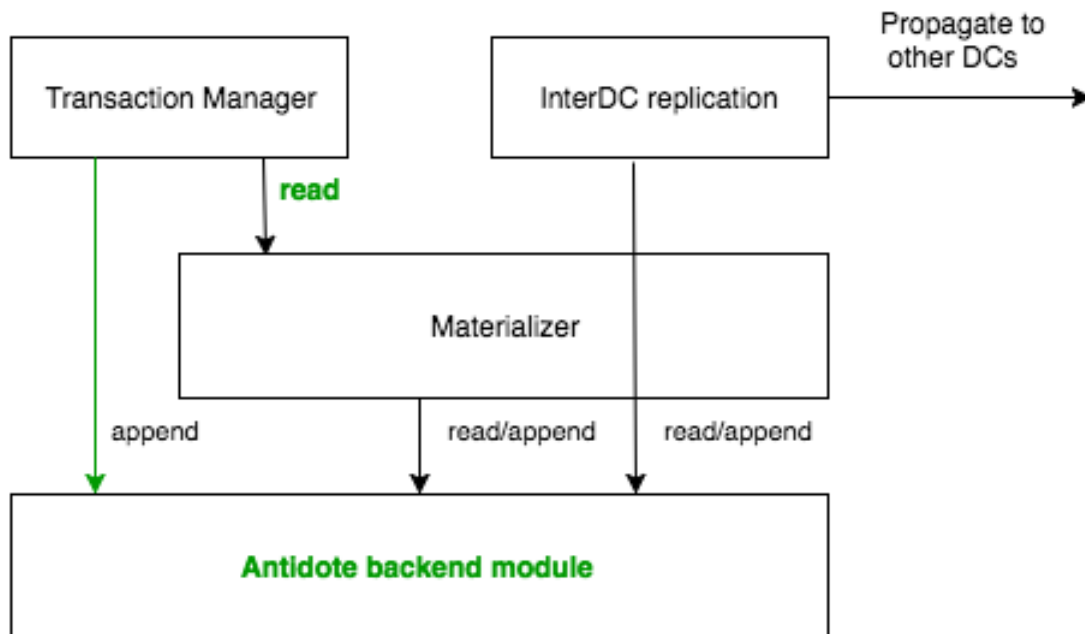 Propagate to
other DCs
Transaction Manager
InterDC replication
read
Materializer
append
read/append
read/append
Antidote backend module